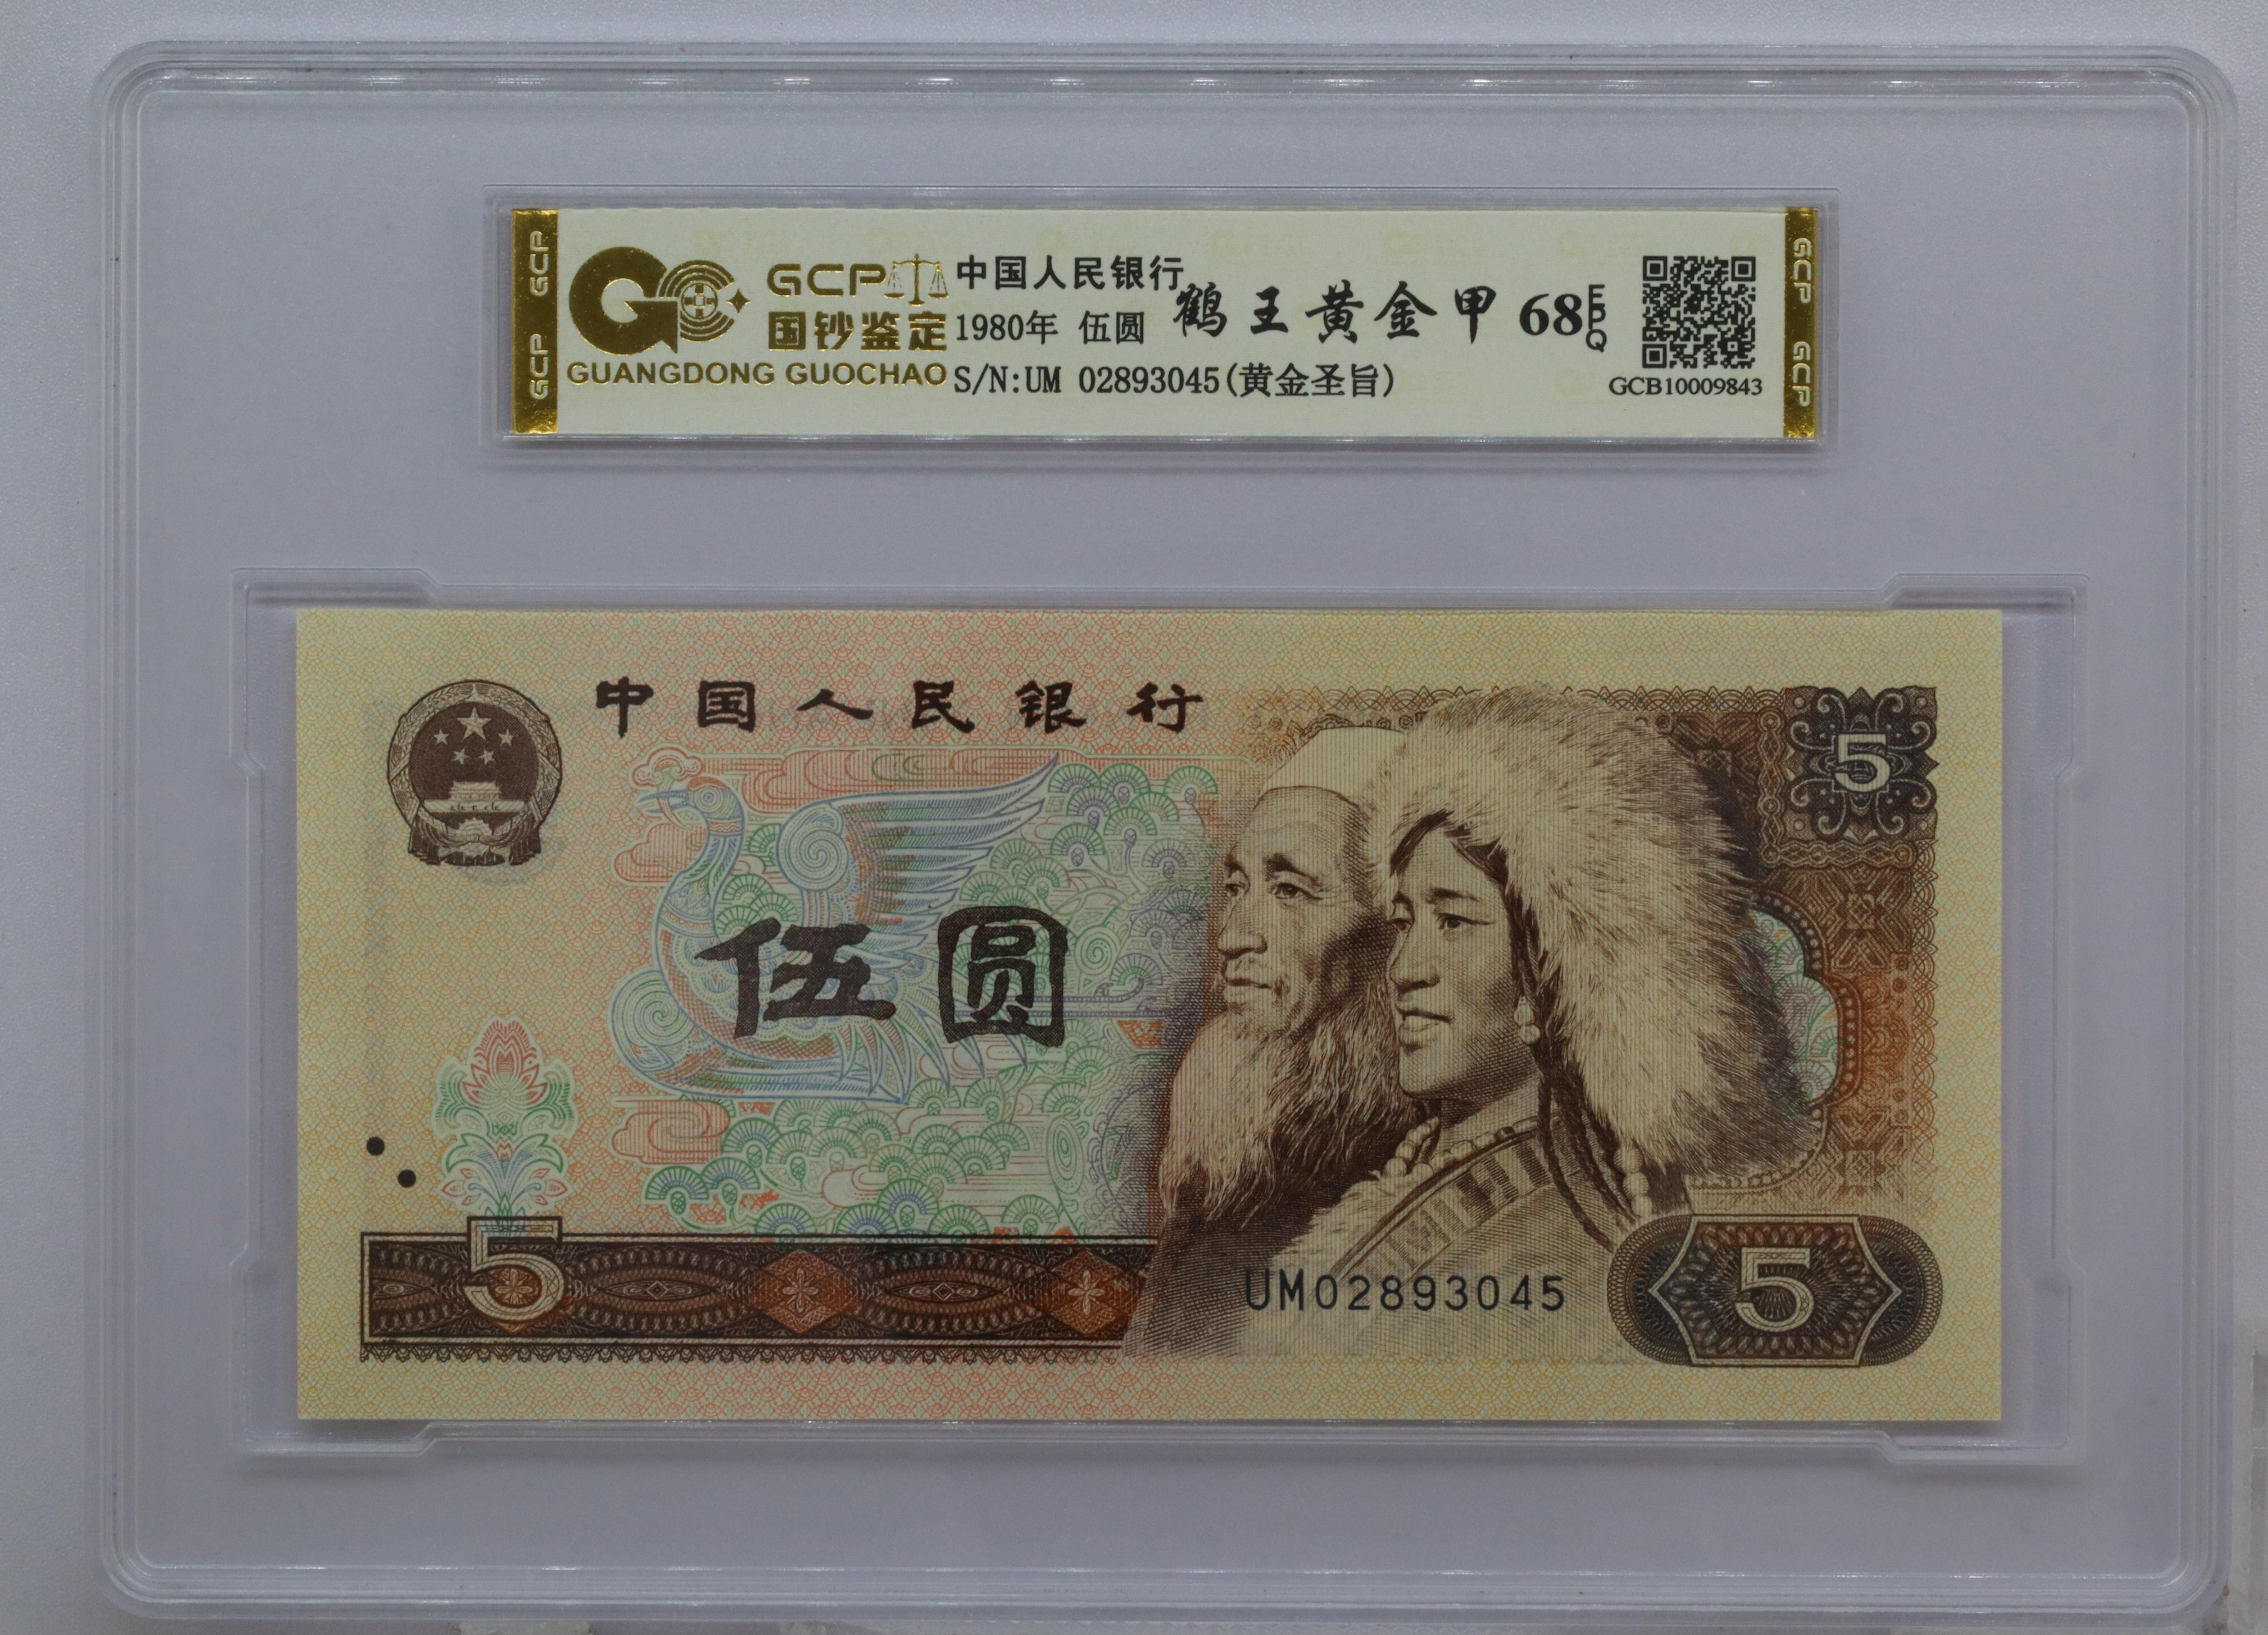 GCP GCP
GCP
国钞鉴定
GUANGDONG GUOCHAO
中国人民银行
1980年 伍圆
S/N:UM 02893045(黄金圣旨)
鹤王黄金甲 68 EPQ
GCB10009843
GCP GCP
中国人民银行
5
伍圆
5
UM02893045
5